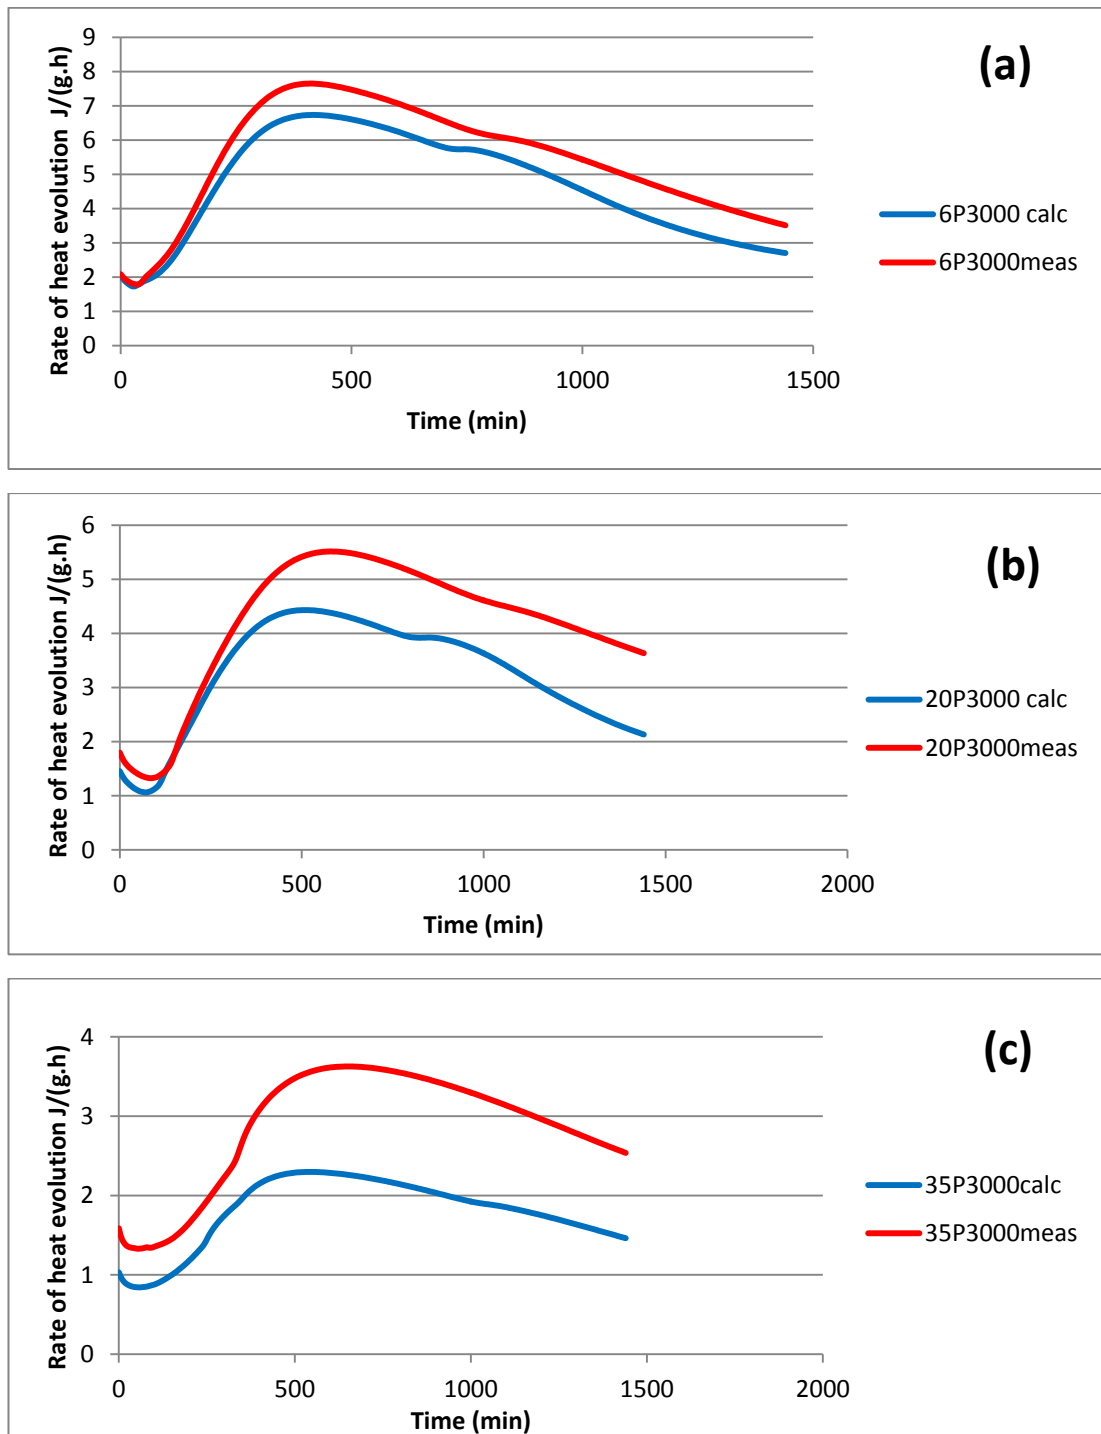 (a)
Rate of heat evolution J/(g.h)
9
8
7
6
5
4
3
2
1
0
0 500 1000 1500
Time (min)
6P3000 calc
6P3000meas
(b)
Rate of heat evolution J/(g.h)
6
5
4
3
2
1
0
0 500 1000 1500 2000
Time (min)
20P3000 calc
20P3000meas
(c)
Rate of heat evolution J/(g.h)
4
3
2
1
0
0 500 1000 1500 2000
Time (min)
35P3000calc
35P3000meas